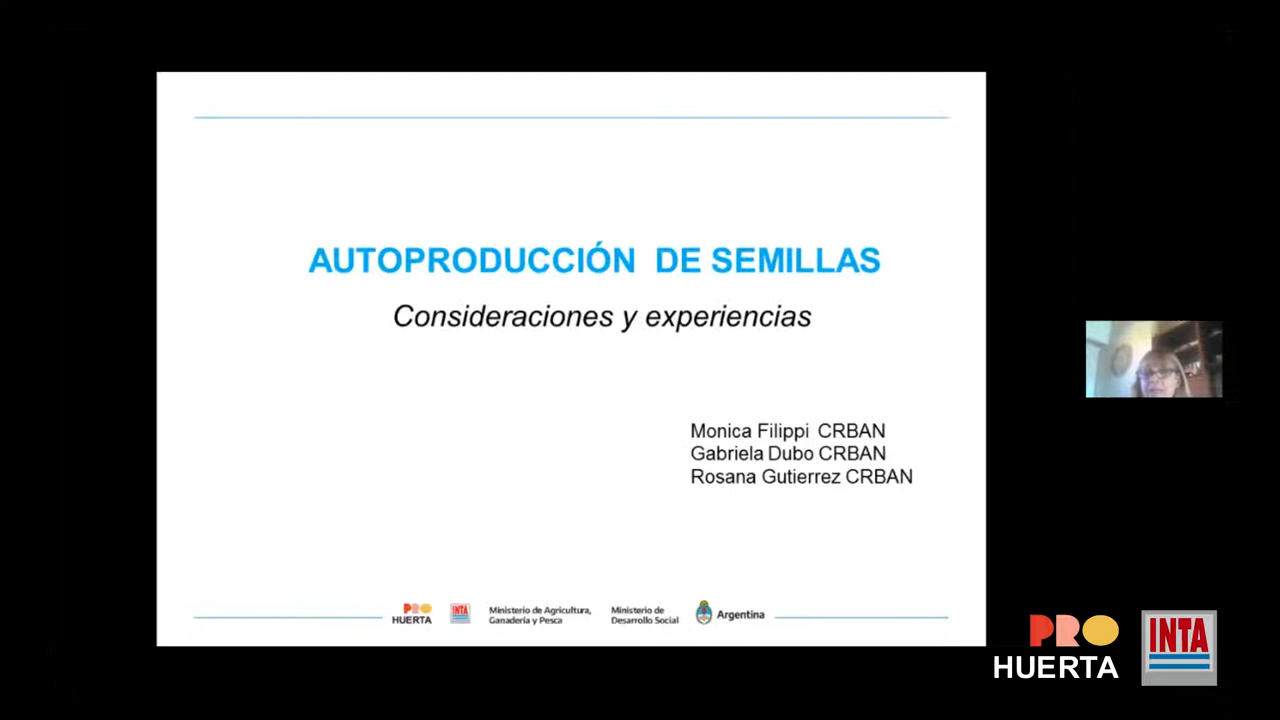 AUTOPRODUCCIÓN DE SEMILLAS
Consideraciones y experiencias
Monica Filippi CRBAN
Gabriela Dubo CRBAN
Rosana Gutierrez CRBAN
PRO
HUERTA
INTA
Ministerio de Agricultura,
Ganadería y Pesca
Ministerio de
Desarrollo Social
Argentina
PRO
HUERTA
INTA